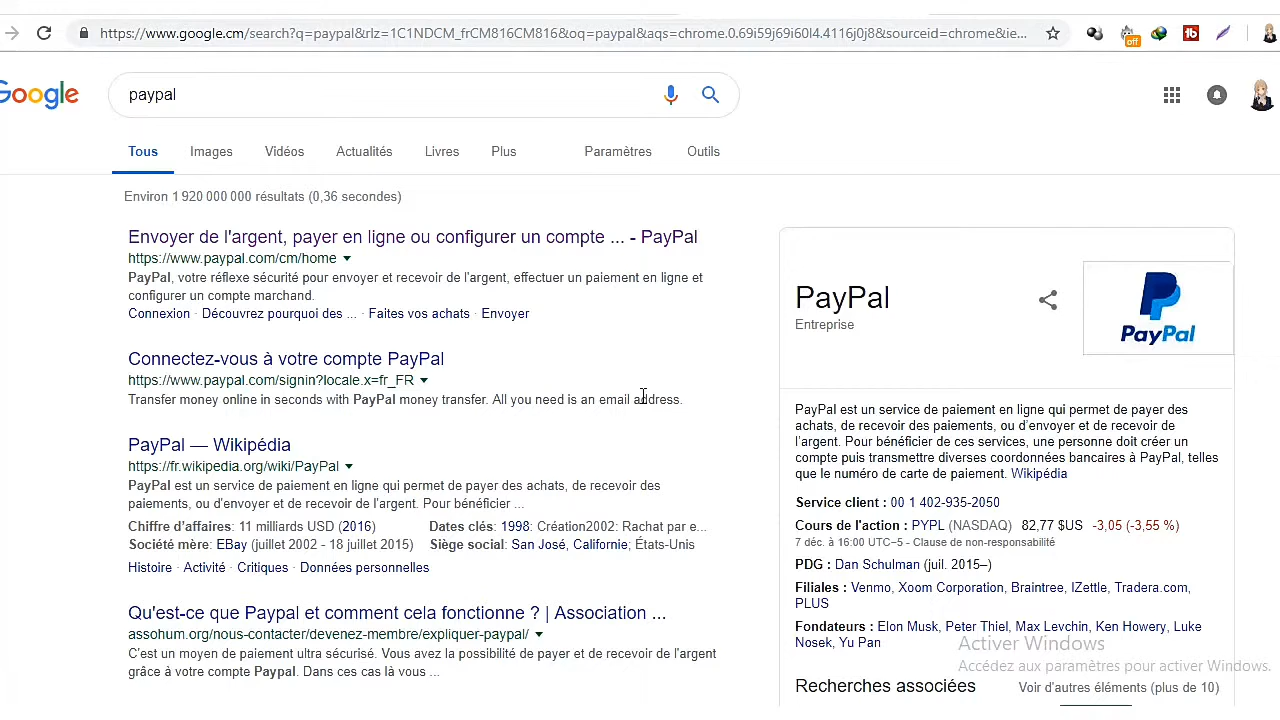 https://www.google.cm/search?q=paypal&rlz=1C1NDCM_frCM816CM816&oq=paypal&aqs=chrome.0.69i59j69i60l4.4116j0j8&sourceid=chrome&ie...
off
Google
paypal
Tous Images Vidéos Actualités Livres Plus Paramètres Outils
Environ 1 920 000 000 résultats (0,36 secondes)
Envoyer de l'argent, payer en ligne ou configurer un compte ... - PayPal
https://www.paypal.com/cm/home
PayPal, votre réflexe sécurité pour envoyer et recevoir de l'argent, effectuer un paiement en ligne et
configurer un compte marchand.
Connexion · Découvrez pourquoi des ... · Faites vos achats · Envoyer
Connectez-vous à votre compte PayPal
https://www.paypal.com/signin?locale.x=fr_FR
Transfer money online in seconds with PayPal money transfer. All you need is an email address.
PayPal — Wikipédia
https://fr.wikipedia.org/wiki/PayPal
PayPal est un service de paiement en ligne qui permet de payer des achats, de recevoir des
paiements, ou d'envoyer et de recevoir de l'argent. Pour bénéficier ...
Chiffre d'affaires: 11 milliards USD (2016) Dates clés: 1998: Création2002: Rachat par e...
Société mère: EBay (juillet 2002 - 18 juillet 2015) Siège social: San José, Californie; États-Unis
Histoire · Activité · Critiques · Données personnelles
Qu'est-ce que Paypal et comment cela fonctionne ? | Association ...
assohum.org/nous-contacter/devenez-membre/expliquer-paypal/
C'est un moyen de paiement ultra sécurisé. Vous avez la possibilité de payer et de recevoir de l'argent
grâce à votre compte Paypal. Dans ces cas là vous ...
PayPal
Entreprise
PayPal
PayPal est un service de paiement en ligne qui permet de payer des
achats, de recevoir des paiements, ou d'envoyer et de recevoir de
l'argent. Pour bénéficier de ces services, une personne doit créer un
compte puis transmettre diverses coordonnées bancaires à PayPal, telles
que le numéro de carte de paiement. Wikipédia
Service client : 00 1 402-935-2050
Cours de l'action : PYPL (NASDAQ) 82,77 $US -3,05 (-3,55 %)
7 déc. à 16:00 UTC−5 - Clause de non-responsabilité
PDG : Dan Schulman (juil. 2015–)
Filiales : Venmo, Xoom Corporation, Braintree, IZettle, Tradera.com,
PLUS
Fondateurs : Elon Musk, Peter Thiel, Max Levchin, Ken Howery, Luke
Nosek, Yu Pan
Activer Windows
Accédez aux paramètres pour activer Windows.
Recherches associées Voir d'autres éléments (plus de 10)